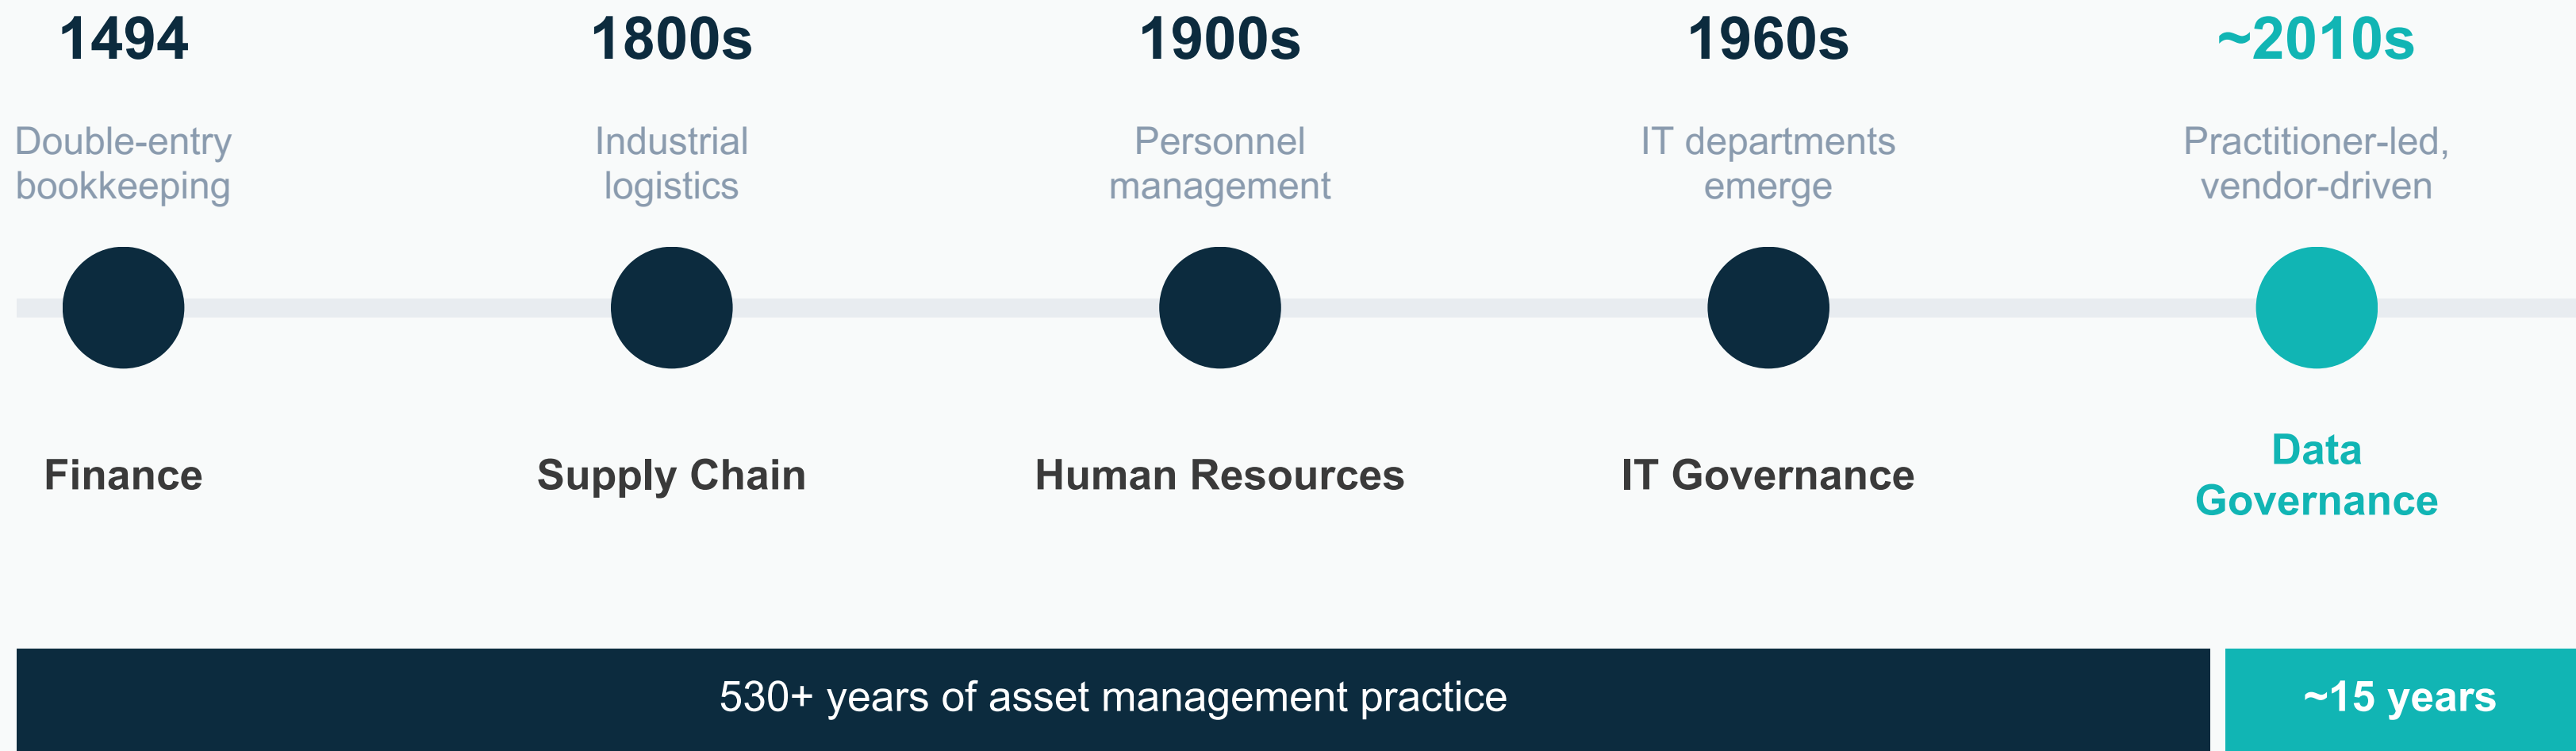 1494
Double-entry
bookkeeping
Finance
1800s
Industrial
logistics
Supply Chain
1900s
Personnel
management
Human Resources
1960s
IT departments
emerge
IT Governance
~2010s
Practitioner-led,
vendor-driven
Data
Governance
530+ years of asset management practice
~15 years